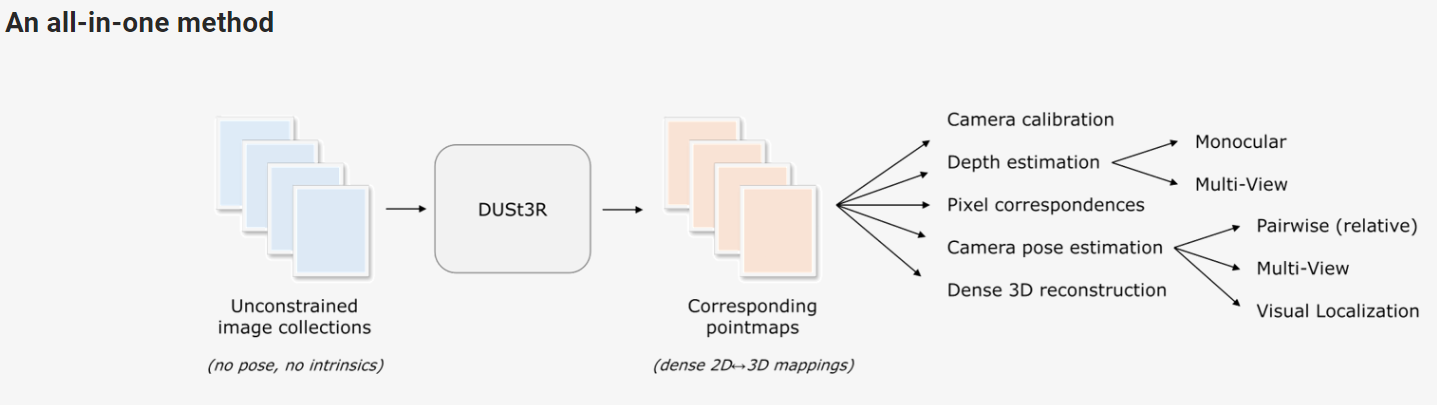 An all-in-one method
Unconstrained
image collections
(no pose, no intrinsics)
DUSt3R
Corresponding
pointmaps
(dense 2D↔3D mappings)
Camera calibration
Depth estimation
Monocular
Multi-View
Pixel correspondences
Camera pose estimation
Pairwise (relative)
Multi-View
Visual Localization
Dense 3D reconstruction